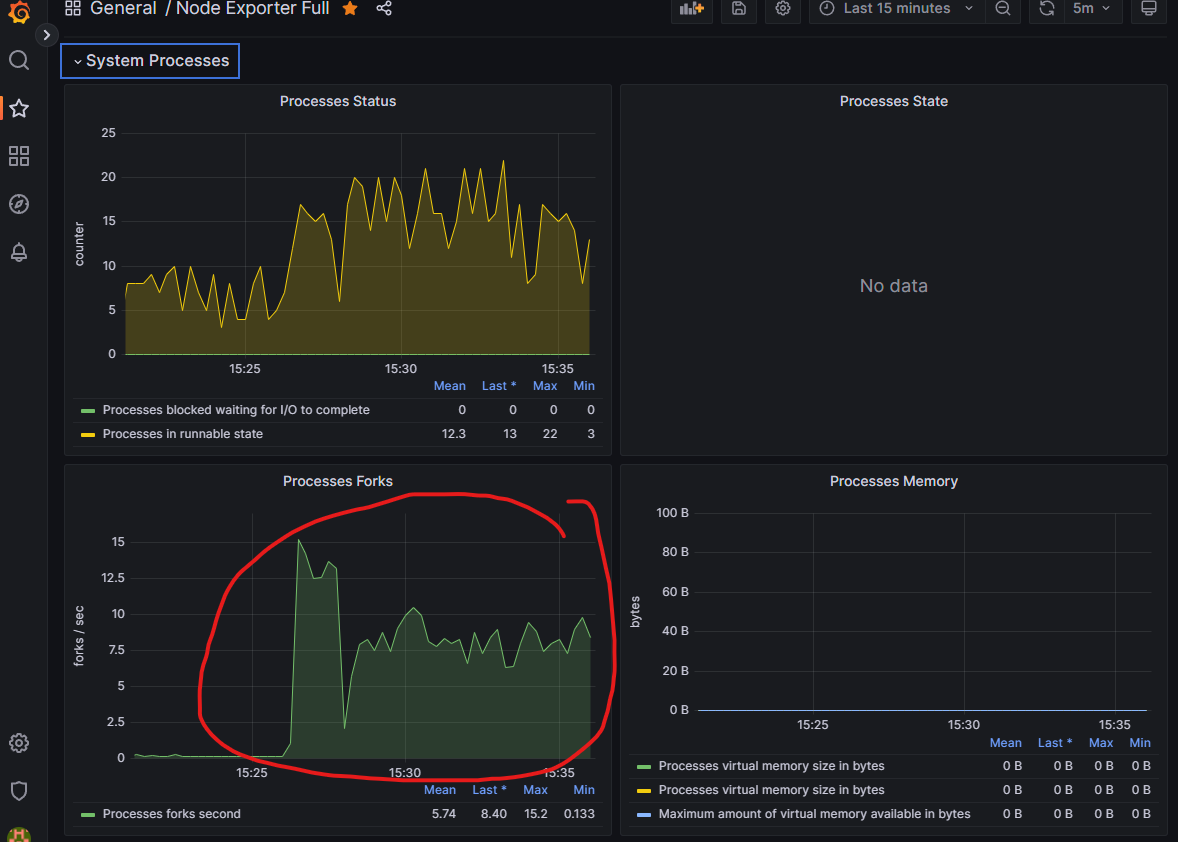 General / Node Exporter Full
Last 15 minutes
5m
System Processes
Processes Status
25
20
15
10
5
0
counter
15:25 15:30 15:35
Mean Last * Max Min
Processes blocked waiting for I/O to complete 0 0 0 0
Processes in runnable state 12.3 13 22 3
Processes State
No data
Processes Forks
15
12.5
10
7.5
5
2.5
0
forks / sec
15:25 15:30 15:35
Mean Last * Max Min
Processes forks second 5.74 8.40 15.2 0.133
Processes Memory
100 B
80 B
60 B
40 B
20 B
0 B
bytes
15:25 15:30 15:35
Mean Last * Max Min
Processes virtual memory size in bytes 0 B 0 B 0 B 0 B
Processes virtual memory size in bytes 0 B 0 B 0 B 0 B
Maximum amount of virtual memory available in bytes 0 B 0 B 0 B 0 B